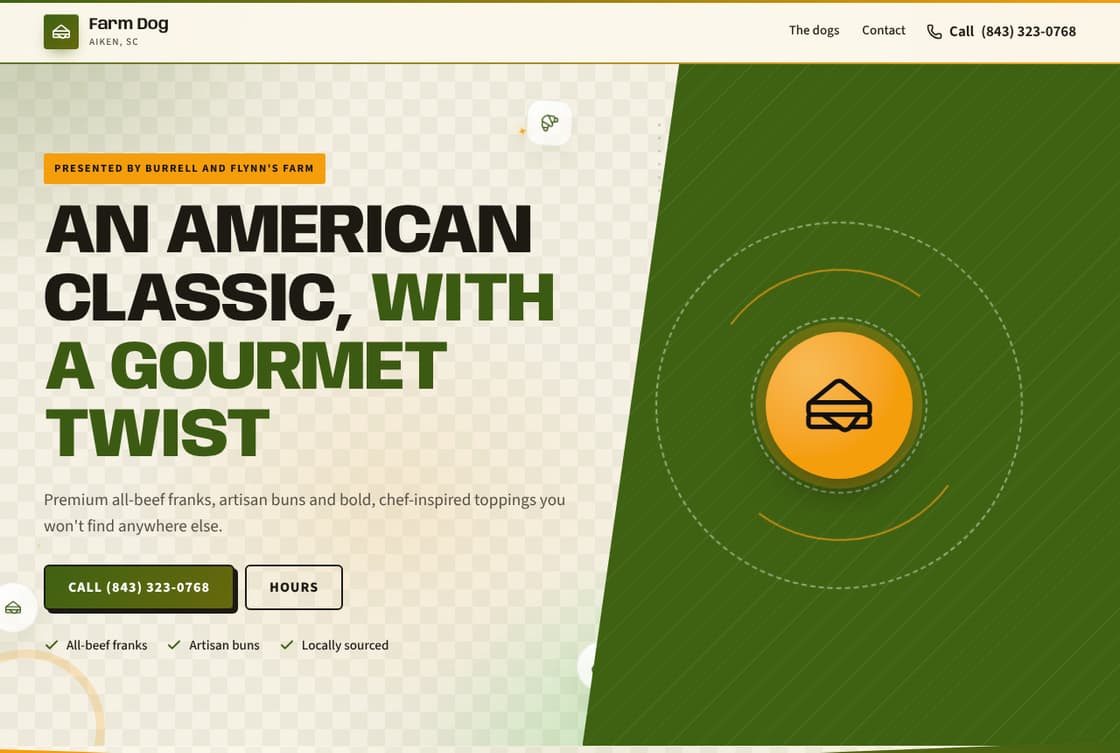 Farm Dog
AIKEN, SC
The dogs
Contact
Call (843) 323-0768
PRESENTED BY BURRELL AND FLYNN'S FARM
AN AMERICAN
CLASSIC, WITH
A GOURMET
TWIST
Premium all-beef franks, artisan buns and bold, chef-inspired toppings you
won't find anywhere else.
CALL (843) 323-0768
HOURS
All-beef franks
Artisan buns
Locally sourced